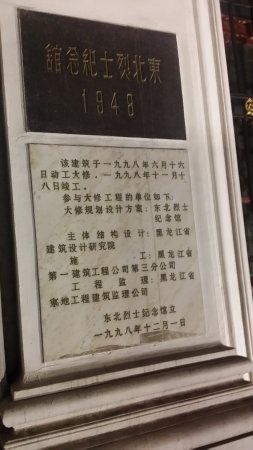 東北烈士紀念館
1948
该建筑于一九九八年六月十六
日动工大修，一九九八年十一月十
八日竣工。
参与大修工程的单位如下：
大修规划设计方案：东北烈士
纪念馆
主体结构设计：黑龙江省
建筑设计研究院
施工：黑龙江省
第一建筑工程公司第三分公司
工程监理：黑龙江省
寒地工程建筑监理公司
东北烈士纪念馆立
一九九八年十二月一日